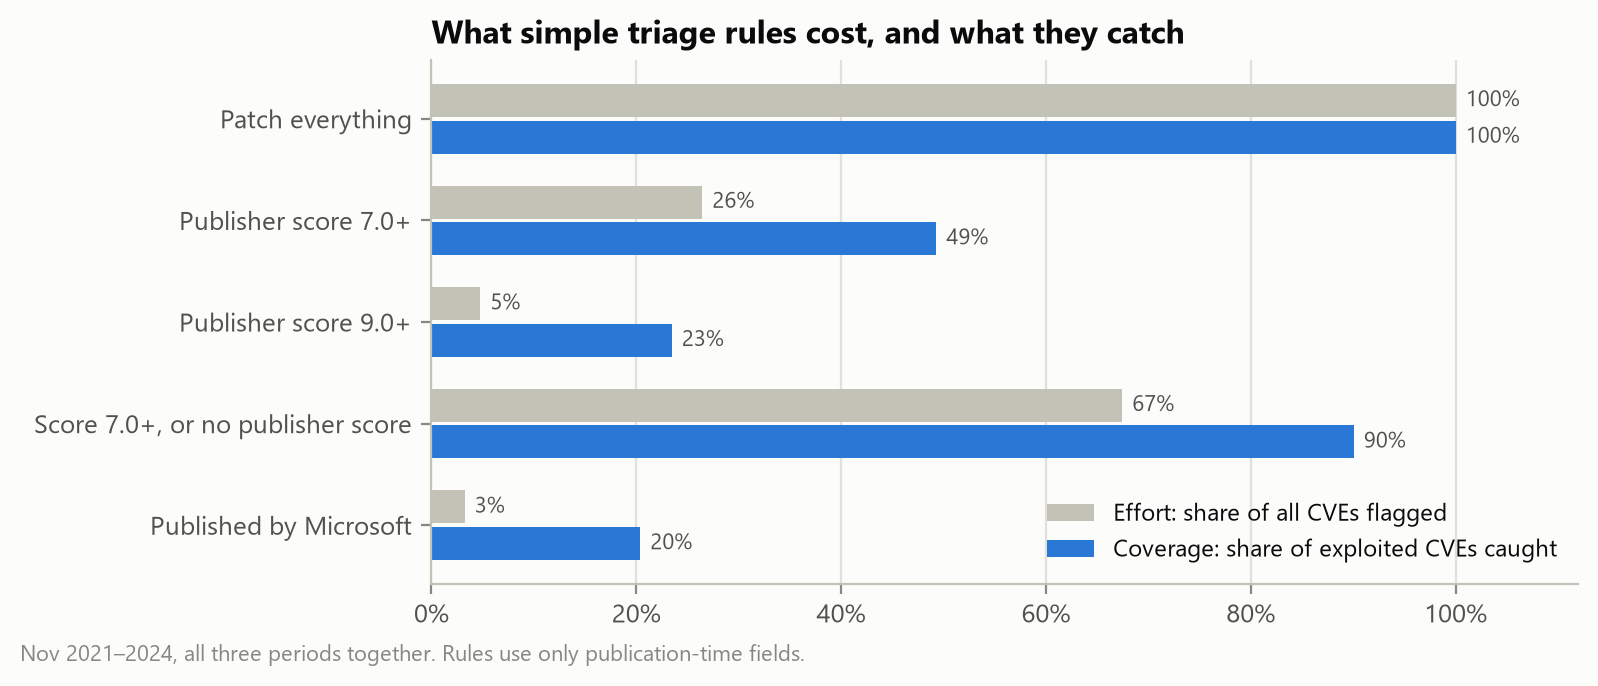 What simple triage rules cost, and what they catch
Patch everything
100%
100%
Publisher score 7.0+
26%
49%
Publisher score 9.0+
5%
23%
Score 7.0+, or no publisher score
67%
90%
Published by Microsoft
3%
20%
Effort: share of all CVEs flagged
Coverage: share of exploited CVEs caught
0% 20% 40% 60% 80% 100%
Nov 2021–2024, all three periods together. Rules use only publication-time fields.